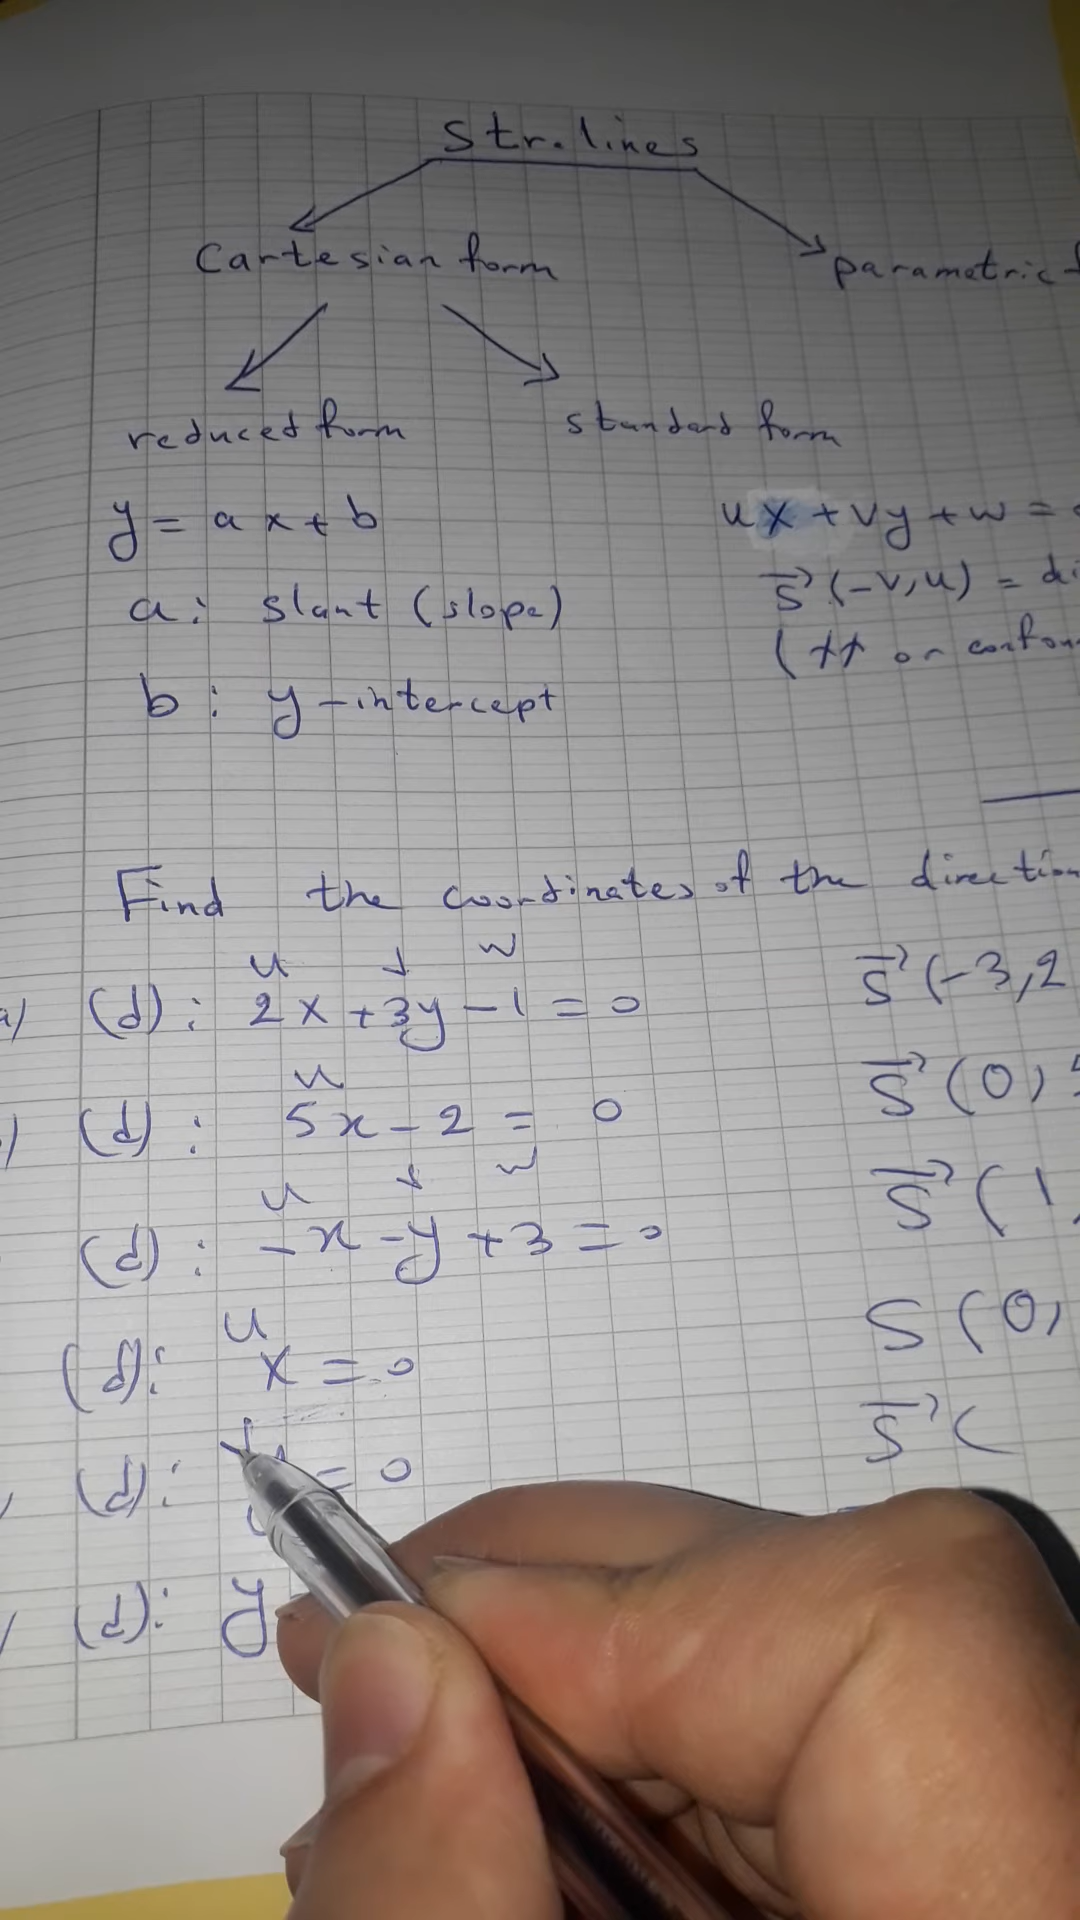 str. lines
Cartesian form
parametric
reduced form
standard form
y = ax + b
ux + vy + w =
a: slant (slope)
S⃗ (-v, u) =
b: y-intercept
Find the coordinates of the direction
u v w
(d): 2x + 3y - 1 = 0
S⃗ (-3, 2
u
(d): 5x - 2 = 0
S⃗ (0,
u v w
(d): -x - y + 3 = 0
S⃗ (1,
u
(d): x = 0
S (0,
(d): = 0
S⃗ (
(d): y